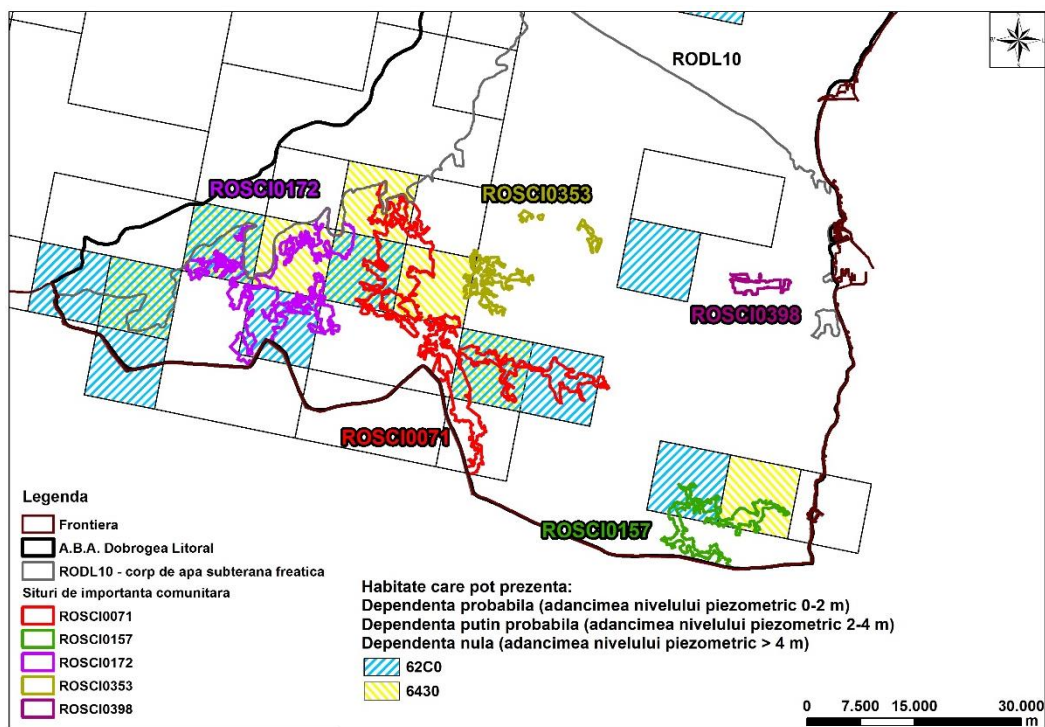 RODL10
ROSCI0172
ROSCI0353
ROSCI0398
ROSCI0071
ROSCI0157
Legenda
Frontiera
A.B.A. Dobrogea Litoral
RODL10 - corp de apa subterana freatica
Situri de importanta comunitara
ROSCI0071
ROSCI0157
ROSCI0172
ROSCI0353
ROSCI0398
Habitate care pot prezenta:
Dependenta probabila (adancimea nivelului piezometric 0-2 m)
Dependenta putin probabila (adancimea nivelului piezometric 2-4 m)
Dependenta nula (adancimea nivelului piezometric > 4 m)
62C0
6430
0 7.500 15.000 30.000
m